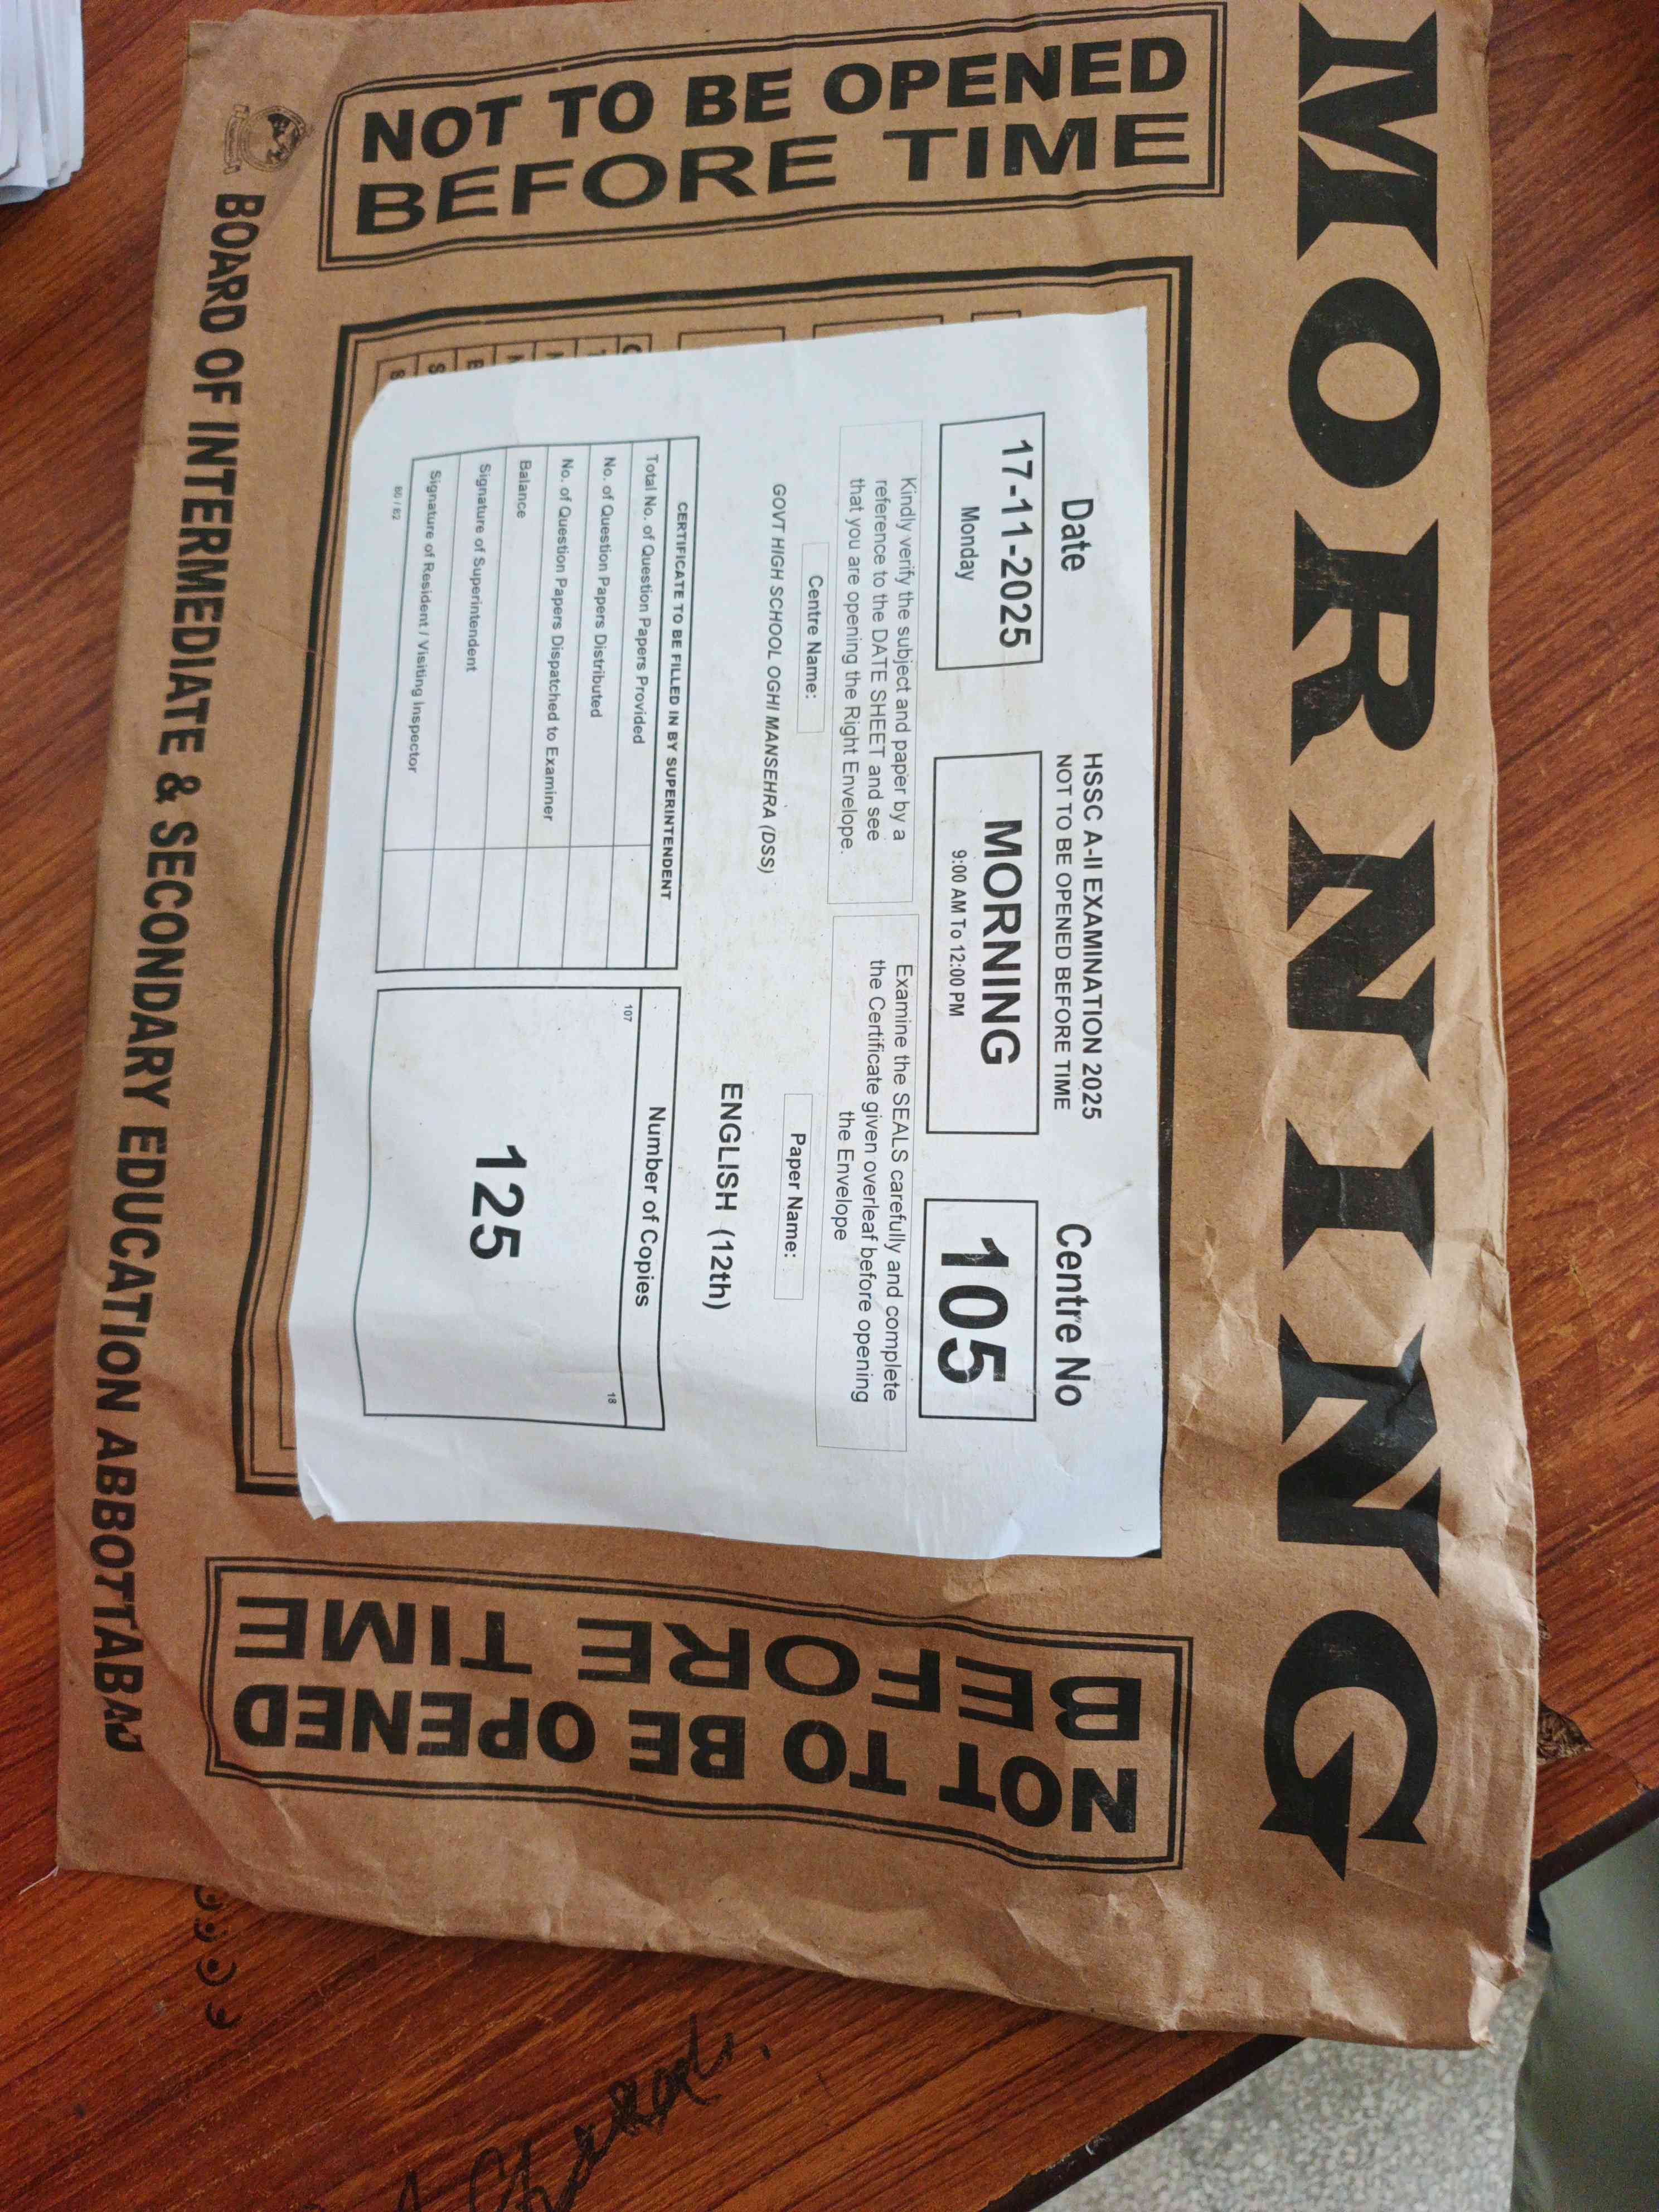 MORNING
NOT TO BE OPENED
BEFORE TIME
HSSC A-II EXAMINATION 2025
NOT TO BE OPENED BEFORE TIME
Date
17-11-2025
Monday
MORNING
9:00 AM To 12:00 PM
Centre No
105
Kindly verify the subject and paper by a
reference to the DATE SHEET and see
that you are opening the Right Envelope.
Examine the SEALS carefully and complete
the Certificate given overleaf before opening
the Envelope
Centre Name:
GOVT HIGH SCHOOL OGHI MANSEHRA (DSS)
Paper Name:
ENGLISH (12th)
CERTIFICATE TO BE FILLED IN BY SUPERINTENDENT
Total No. of Question Papers Provided
No. of Question Papers Distributed
No. of Question Papers Dispatched to Examiner
Balance
Signature of Superintendent
Signature of Resident / Visiting Inspector
Number of Copies
107
18
125
NOT TO BE OPENED
BEFORE TIME
BOARD OF INTERMEDIATE & SECONDARY EDUCATION ABBOTTABAD